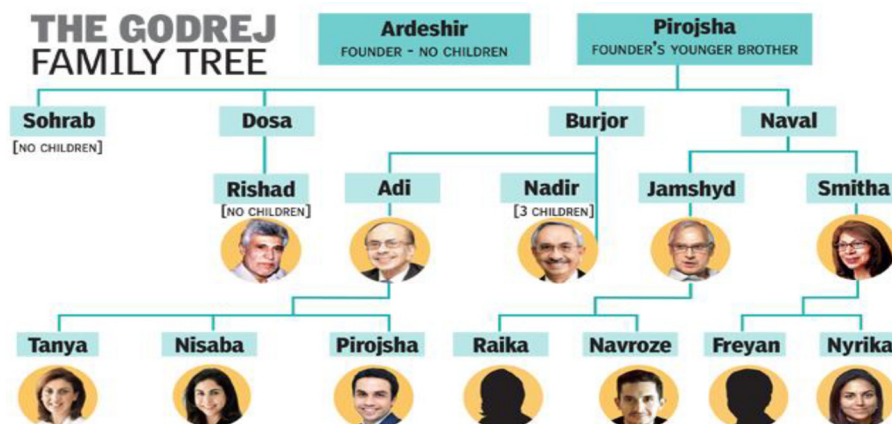 THE GODREJ
FAMILY TREE
Ardeshir
FOUNDER - NO CHILDREN
Pirojsha
FOUNDER'S YOUNGER BROTHER
Sohrab
[NO CHILDREN]
Dosa
Burjor
Naval
Rishad
[NO CHILDREN]
Adi
Nadir
[3 CHILDREN]
Jamshyd
Smitha
Tanya
Nisaba
Pirojsha
Raika
Navroze
Freyan
Nyrika